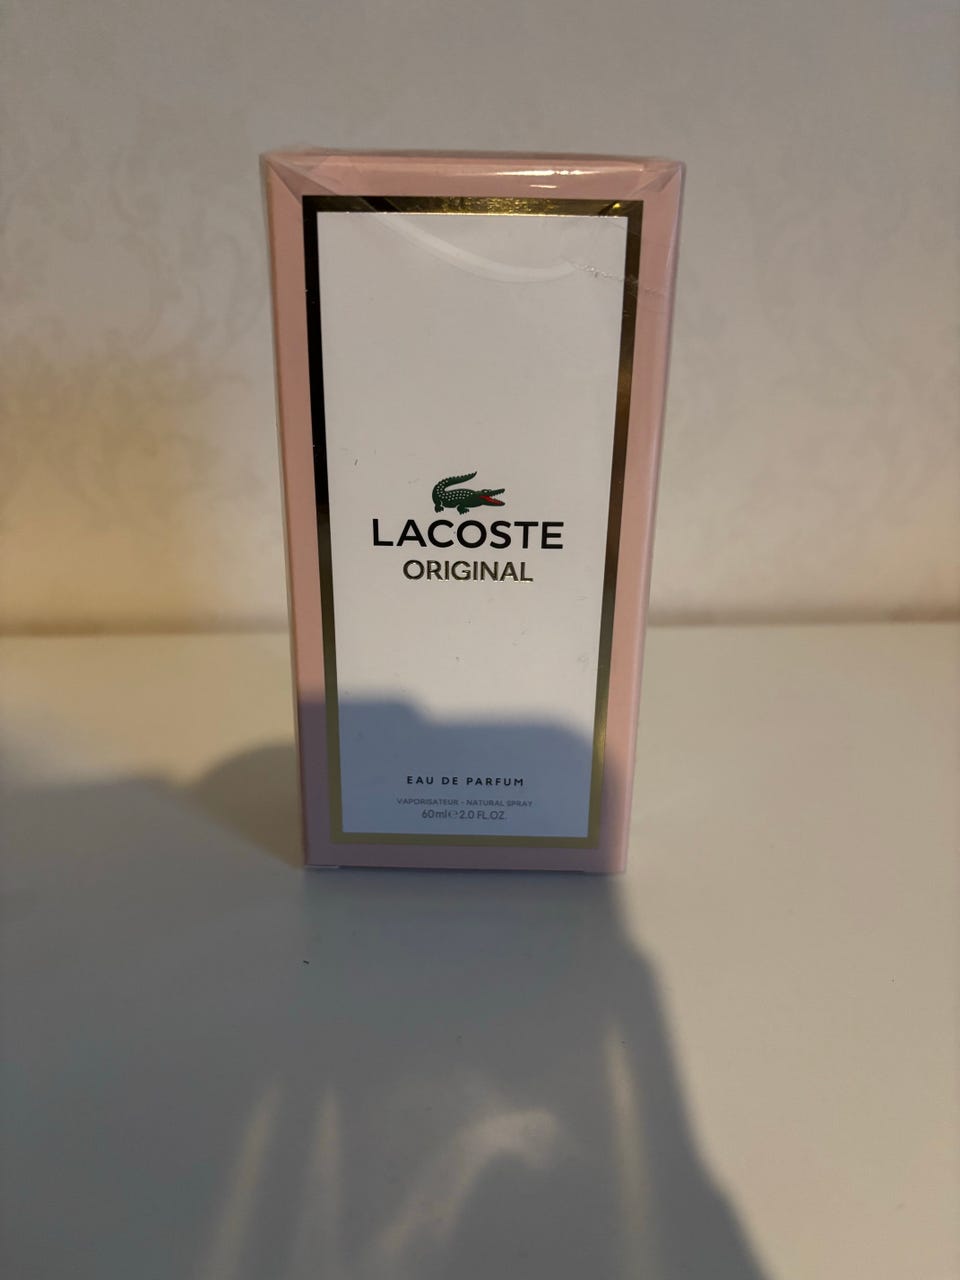 LACOSTE
ORIGINAL
EAU DE PARFUM
VAPORISATEUR - NATURAL SPRAY
60ml ℮ 2.0 FL.OZ.